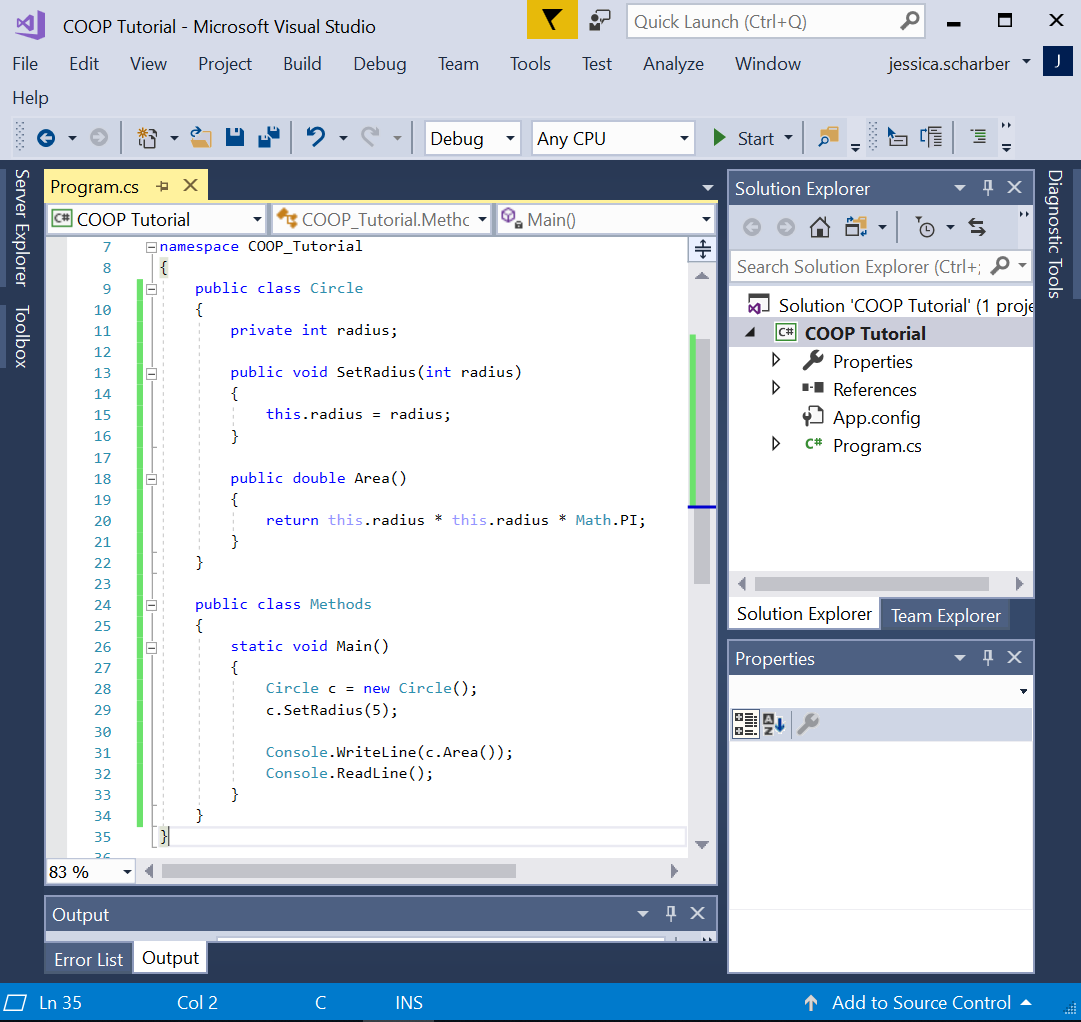 COOP Tutorial - Microsoft Visual Studio
Quick Launch (Ctrl+Q)
File Edit View Project Build Debug Team Tools Test Analyze Window jessica.scharber J
Help
Debug Any CPU Start
Server Explorer
Toolbox
Program.cs
C# COOP Tutorial COOP_Tutorial.Methc Main()
7 namespace COOP_Tutorial
8 {
9 public class Circle
10 {
11 private int radius;
12
13 public void SetRadius(int radius)
14 {
15 this.radius = radius;
16 }
17
18 public double Area()
19 {
20 return this.radius * this.radius * Math.PI;
21 }
22 }
23
24 public class Methods
25 {
26 static void Main()
27 {
28 Circle c = new Circle();
29 c.SetRadius(5);
30
31 Console.WriteLine(c.Area());
32 Console.ReadLine();
33 }
34 }
35 }
36
83 %
Output
Error List Output
Solution Explorer
Search Solution Explorer (Ctrl+;
Solution 'COOP Tutorial' (1 proje
C# COOP Tutorial
Properties
References
App.config
C# Program.cs
Solution Explorer Team Explorer
Properties
A
Z
Diagnostic Tools
Ln 35 Col 2 C INS Add to Source Control